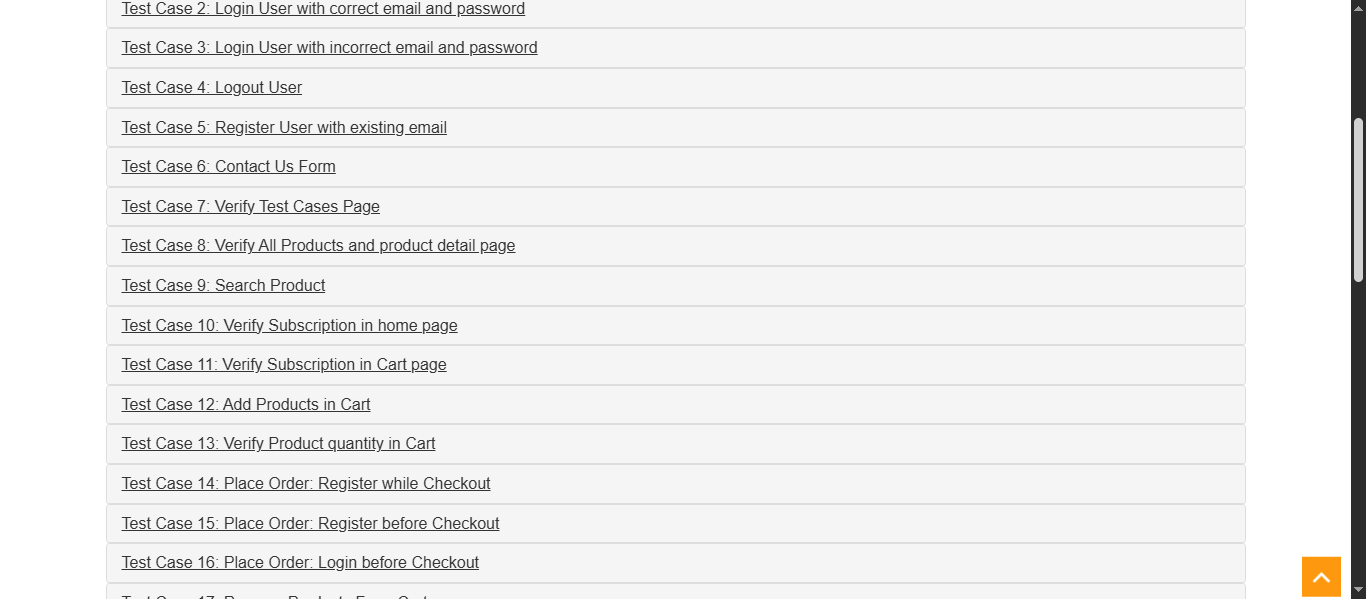 Test Case 2: Login User with correct email and password
Test Case 3: Login User with incorrect email and password
Test Case 4: Logout User
Test Case 5: Register User with existing email
Test Case 6: Contact Us Form
Test Case 7: Verify Test Cases Page
Test Case 8: Verify All Products and product detail page
Test Case 9: Search Product
Test Case 10: Verify Subscription in home page
Test Case 11: Verify Subscription in Cart page
Test Case 12: Add Products in Cart
Test Case 13: Verify Product quantity in Cart
Test Case 14: Place Order: Register while Checkout
Test Case 15: Place Order: Register before Checkout
Test Case 16: Place Order: Login before Checkout